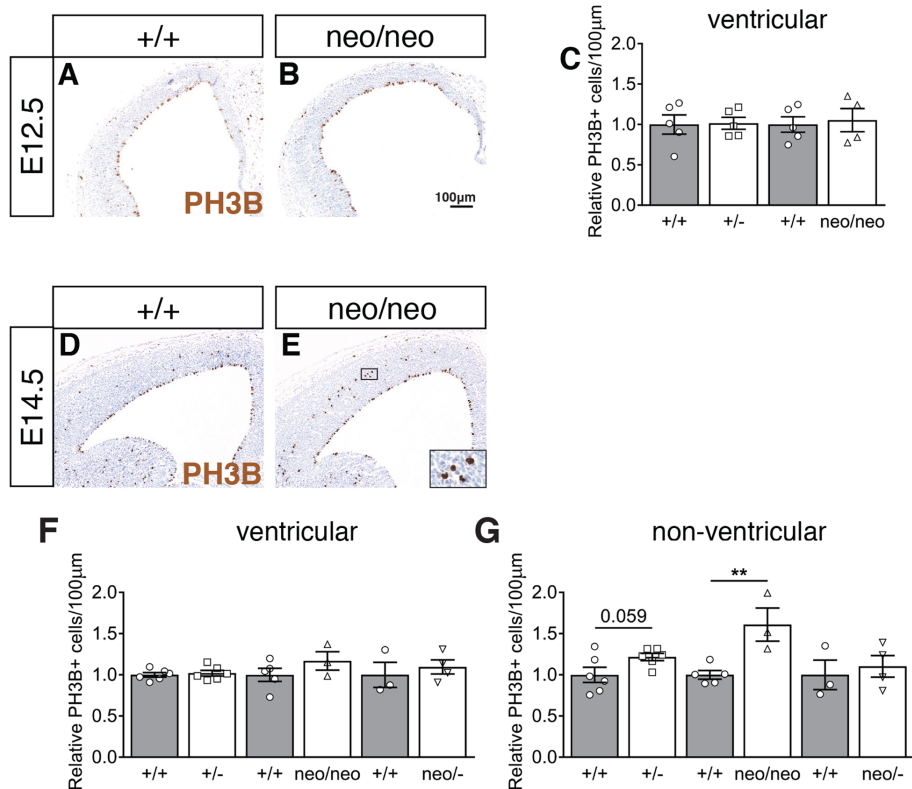 +/+
neo/neo
E12.5
A
B
PH3B
100µm
C
ventricular
Relative PH3B+ cells/100µm
2.0
1.5
1.0
0.5
0.0
+/+
+/-
+/+
neo/neo
+/+
neo/neo
E14.5
D
E
PH3B
F
ventricular
Relative PH3B+ cells/100µm
2.0
1.5
1.0
0.5
0.0
+/+
+/-
+/+
neo/neo
+/+
neo/-
G
non-ventricular
Relative PH3B+ cells/100µm
2.0
1.5
1.0
0.5
0.0
0.059
**
+/+
+/-
+/+
neo/neo
+/+
neo/-